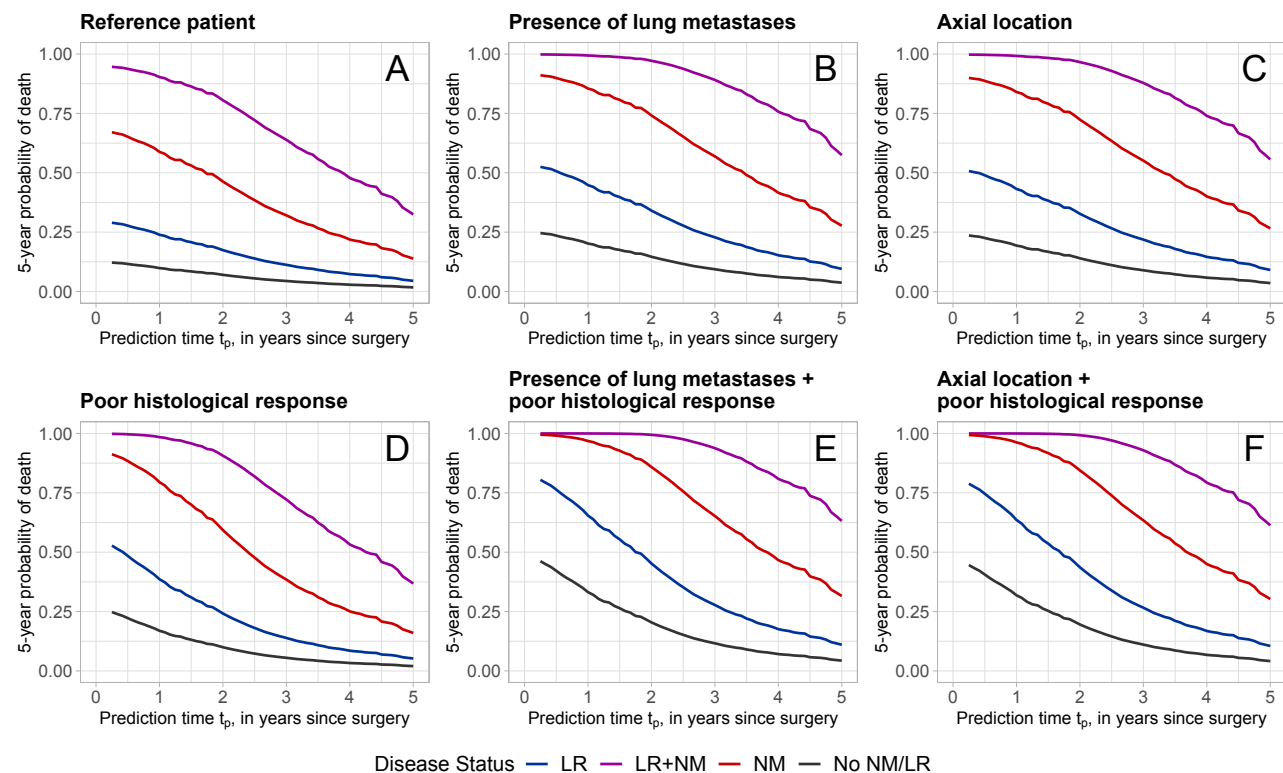 Reference patient
Presence of lung metastases
Axial location
A
B
C
5-year probability of death
1.00
0.75
0.50
0.25
0.00
0 1 2 3 4 5
Prediction time tp, in years since surgery
5-year probability of death
1.00
0.75
0.50
0.25
0.00
0 1 2 3 4 5
Prediction time tp, in years since surgery
5-year probability of death
1.00
0.75
0.50
0.25
0.00
0 1 2 3 4 5
Prediction time tp, in years since surgery
Poor histological response
Presence of lung metastases +
poor histological response
Axial location +
poor histological response
D
E
F
5-year probability of death
1.00
0.75
0.50
0.25
0.00
0 1 2 3 4 5
Prediction time tp, in years since surgery
5-year probability of death
1.00
0.75
0.50
0.25
0.00
0 1 2 3 4 5
Prediction time tp, in years since surgery
5-year probability of death
1.00
0.75
0.50
0.25
0.00
0 1 2 3 4 5
Prediction time tp, in years since surgery
Disease Status LR LR+NM NM No NM/LR